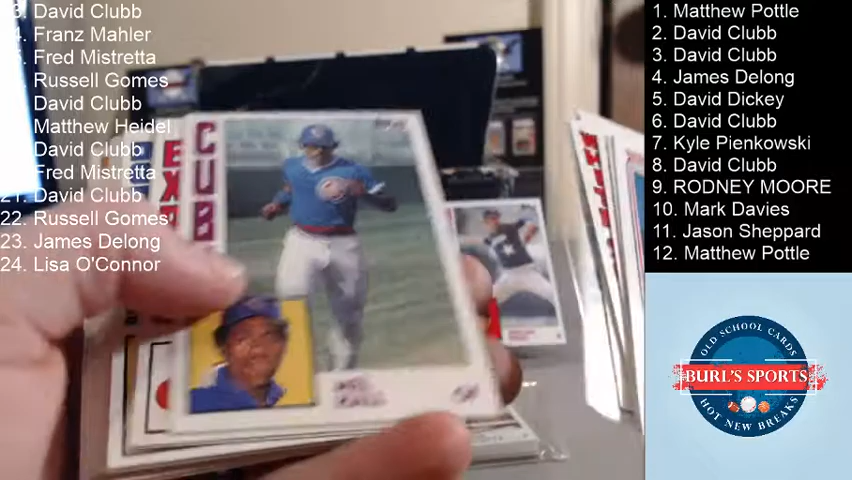 David Clubb
Franz Mahler
Fred Mistretta
Russell Gomes
David Clubb
Matthew Heidel
David Clubb
Fred Mistretta
21. David Clubb
22. Russell Gomes
23. James Delong
24. Lisa O'Connor
CUB
EX
1. Matthew Pottle
2. David Clubb
3. David Clubb
4. James Delong
5. David Dickey
6. David Clubb
7. Kyle Pienkowski
8. David Clubb
9. RODNEY MOORE
10. Mark Davies
11. Jason Sheppard
12. Matthew Pottle
OLD SCHOOL CARDS
BURL'S SPORTS
HOT NEW BREAKS